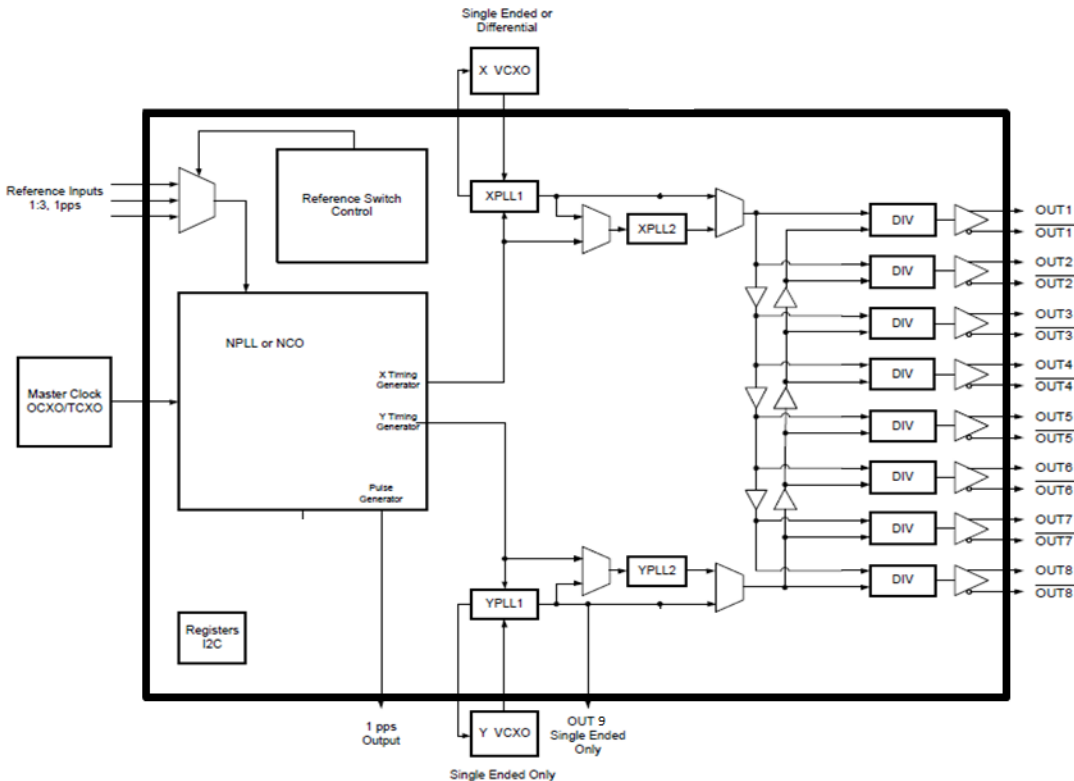 Single Ended or
Differential
X VCXO
Reference Inputs
1:3, 1pps
Reference Switch
Control
XPLL1
XPLL2
DIV
OUT1
OUT1
DIV
OUT2
OUT2
DIV
OUT3
OUT3
DIV
OUT4
OUT4
DIV
OUT5
OUT5
DIV
OUT6
OUT6
DIV
OUT7
OUT7
DIV
OUT8
OUT8
NPLL or NCO
X Timing
Generator
Y Timing
Generator
Pulse
Generator
Master Clock
OCXO/TCXO
YPLL2
YPLL1
Registers
I2C
1 pps
Output
Y VCXO
Single Ended Only
OUT 9
Single Ended
Only